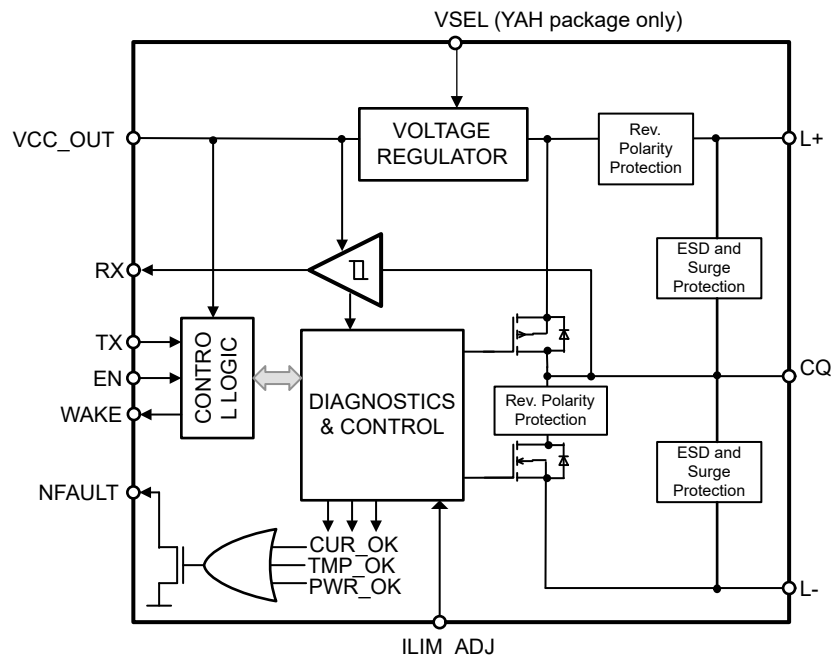 VSEL (YAH package only)
VCC_OUT
VOLTAGE
REGULATOR
Rev.
Polarity
Protection
L+
RX
ESD and
Surge
Protection
TX
EN
WAKE
CONTRO
L LOGIC
DIAGNOSTICS
& CONTROL
Rev. Polarity
Protection
CQ
ESD and
Surge
Protection
NFAULT
CUR_OK
TMP_OK
PWR_OK
L-
ILIM_ADJ